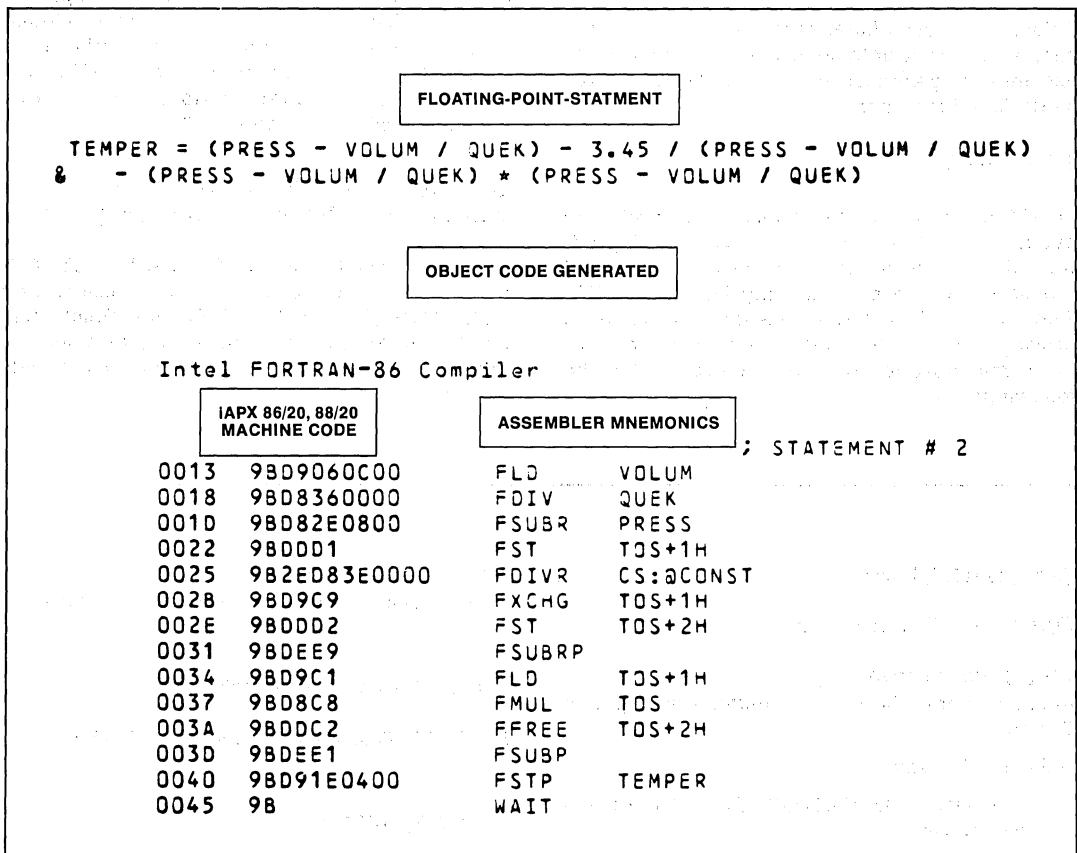 FLOATING-POINT-STATMENT
TEMPER = (PRESS - VOLUM / QUEK) - 3.45 / (PRESS - VOLUM / QUEK)
& - (PRESS - VOLUM / QUEK) * (PRESS - VOLUM / QUEK)
OBJECT CODE GENERATED
Intel FORTRAN-86 Compiler
iAPX 86/20, 88/20
MACHINE CODE
ASSEMBLER MNEMONICS
; STATEMENT # 2
0013 9BD9060C00 FLD VOLUM
0018 9BD8360000 FDIV QUEK
001D 9BD82E0800 FSUBR PRESS
0022 9BDDD1 FST TOS+1H
0025 9B2ED83E0000 FDIVR CS:@CONST
002B 9BD9C9 FXCHG TOS+1H
002E 9BDDD2 FST TOS+2H
0031 9BDEE9 FSUBRP
0034 9BD9C1 FLD TOS+1H
0037 9BD8C8 FMUL TOS
003A 9BDDC2 FFREE TOS+2H
003D 9BDEE1 FSUBP
0040 9BD91E0400 FSTP TEMPER
0045 9B WAIT